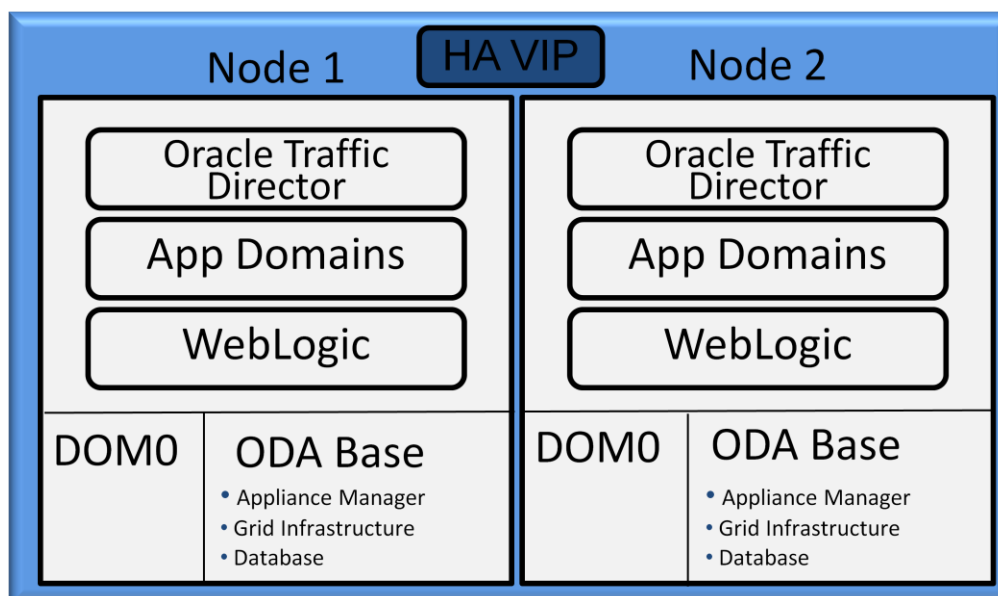 Node 1
HA VIP
Node 2
Oracle Traffic
Director
App Domains
WebLogic
DOM0
ODA Base
• Appliance Manager
• Grid Infrastructure
• Database
Oracle Traffic
Director
App Domains
WebLogic
DOM0
ODA Base
• Appliance Manager
• Grid Infrastructure
• Database